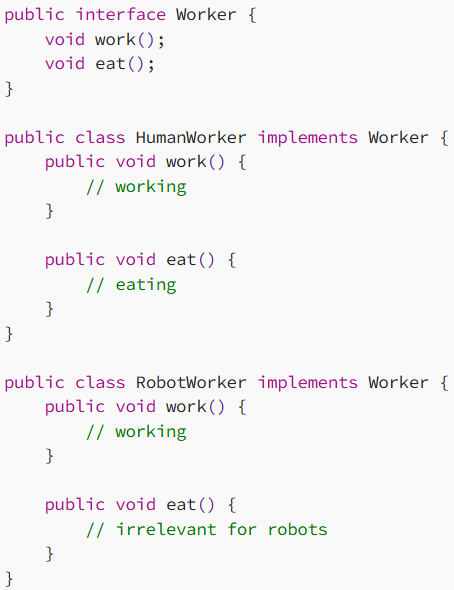 public interface Worker {
    void work();
    void eat();
}

public class HumanWorker implements Worker {
    public void work() {
        // working
    }

    public void eat() {
        // eating
    }
}

public class RobotWorker implements Worker {
    public void work() {
        // working
    }

    public void eat() {
        // irrelevant for robots
    }
}